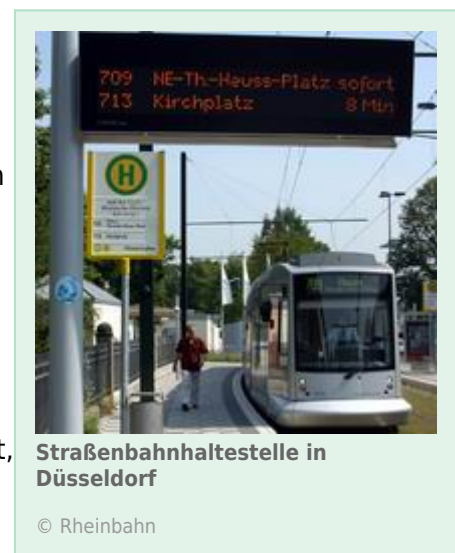 709 NE-Th.-Heuss-Platz sofort
713 Kirchplatz 8 Min
H
t,
Straßenbahnhaltestelle in
Düsseldorf
© Rheinbahn